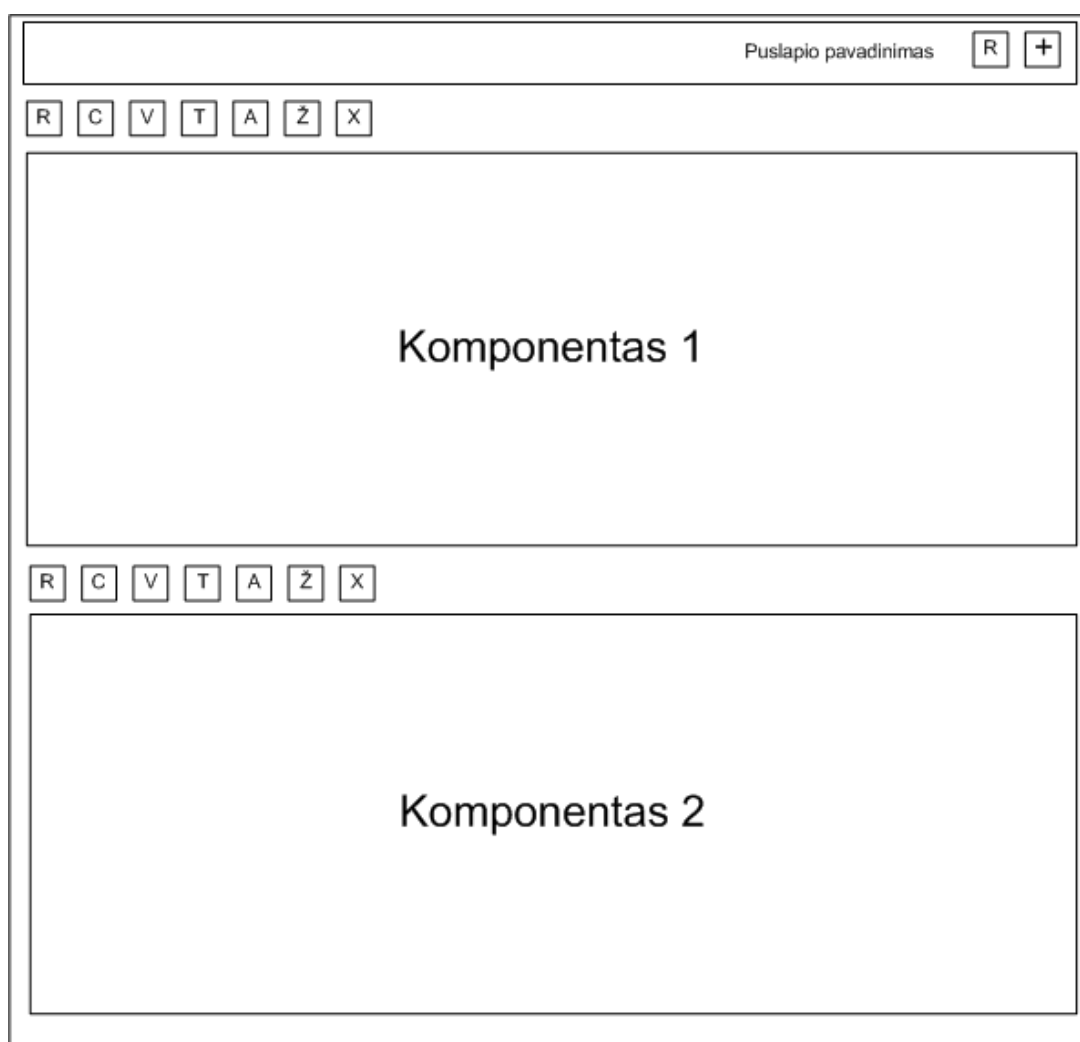 Puslapio pavadinimas R +
R C V T A Ž X
Komponentas 1
R C V T A Ž X
Komponentas 2